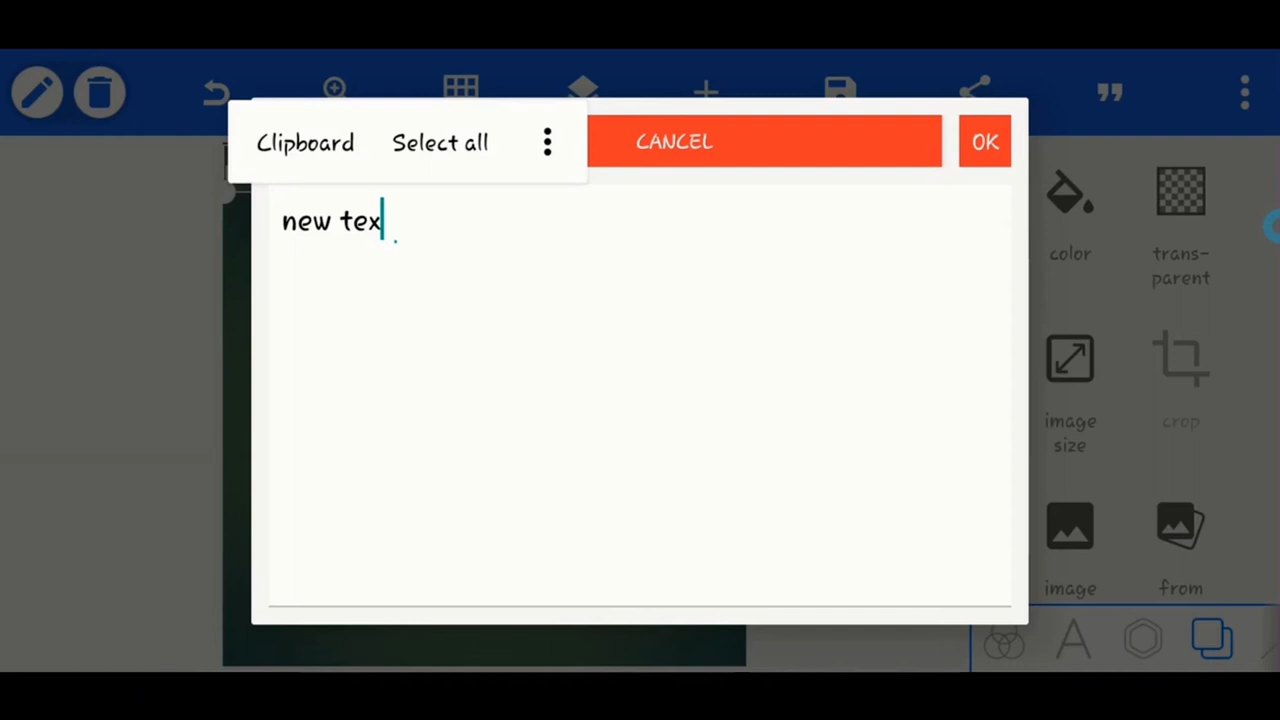 Clipboard Select all CANCEL OK
new tex
color trans-
parent
image
size crop
image from